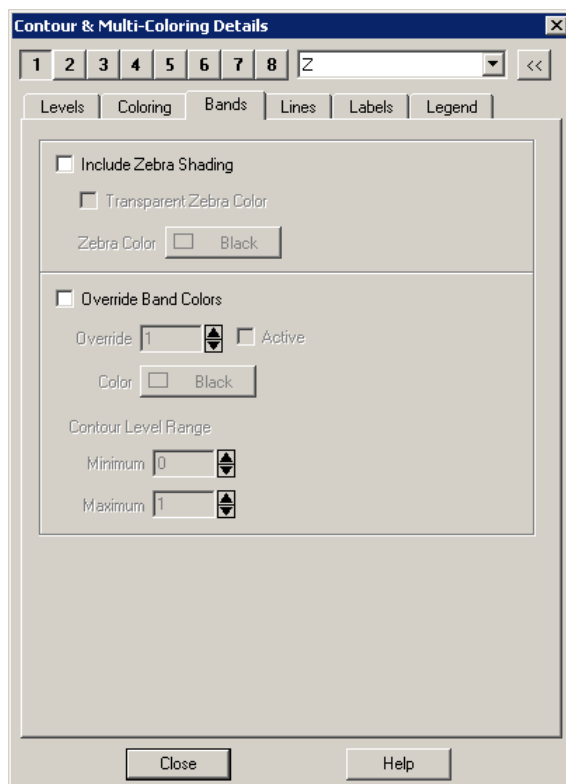 Contour & Multi-Coloring Details
1 2 3 4 5 6 7 8 Z <<
Levels Coloring Bands Lines Labels Legend
Include Zebra Shading
Transparent Zebra Color
Zebra Color Black
Override Band Colors
Override 1 Active
Color Black
Contour Level Range
Minimum 0
Maximum 1
Close Help